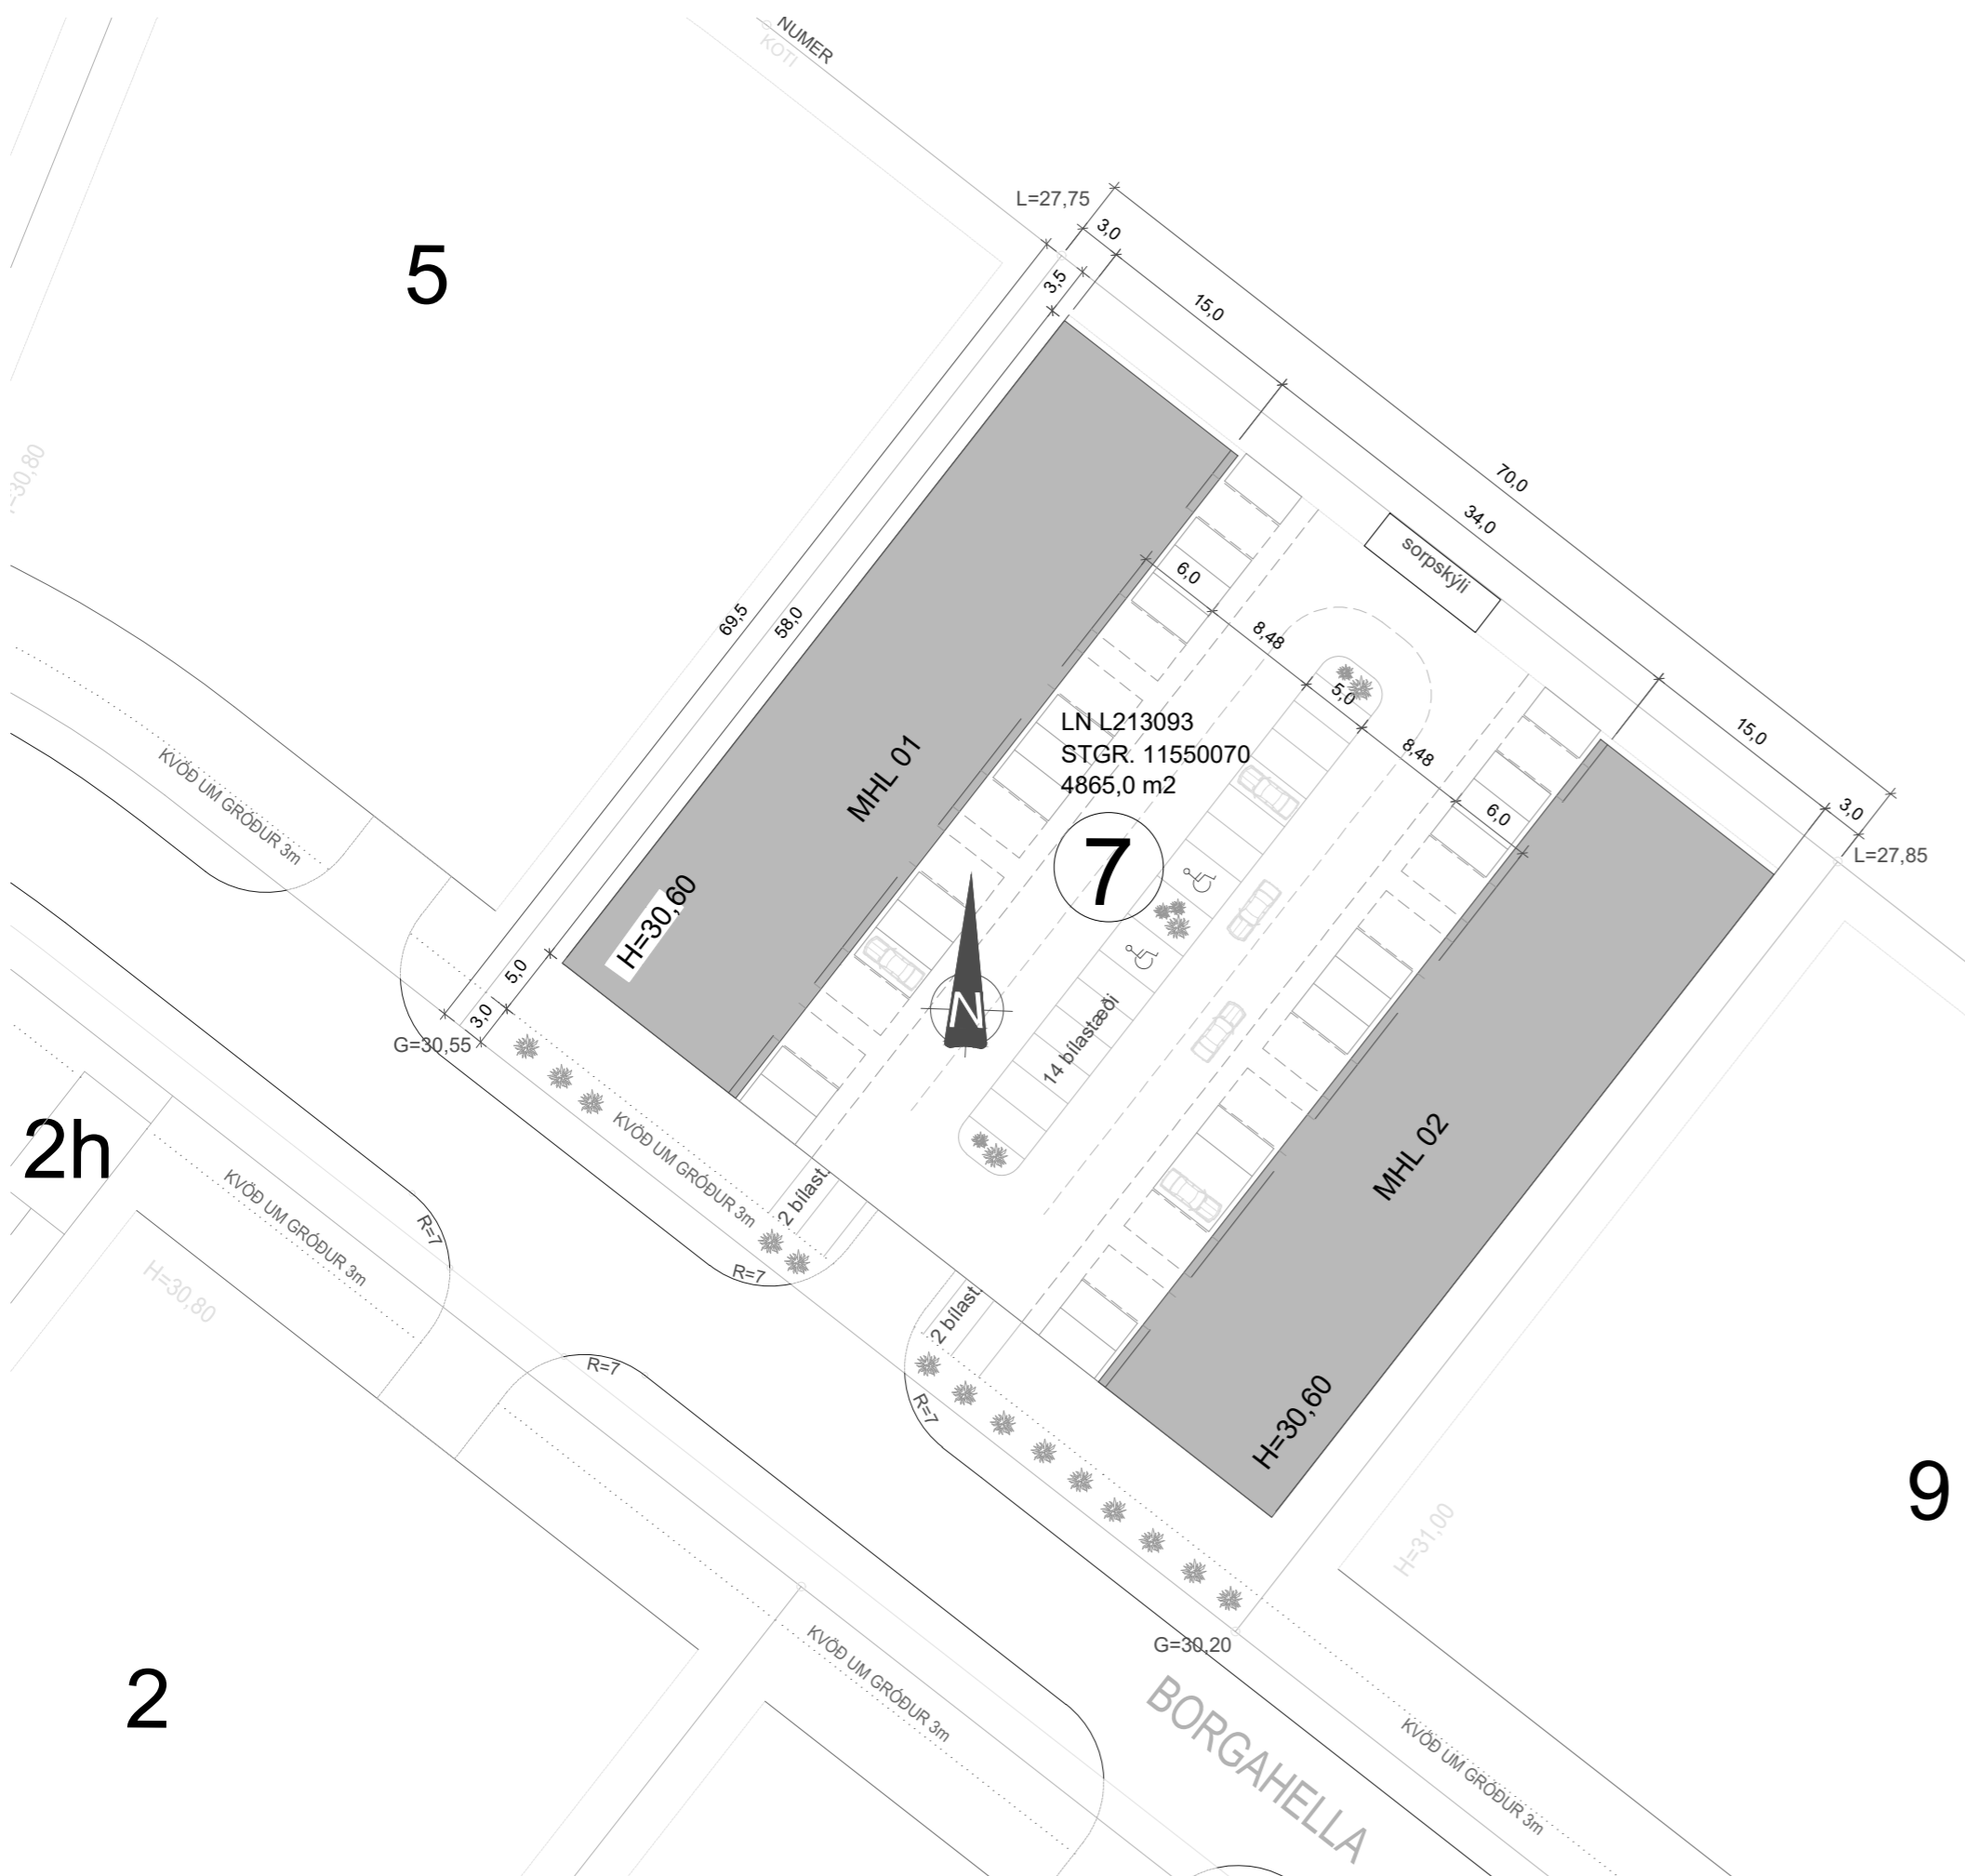 NUMER
KOTI
L=27,75
3,0
3,5
15,0
5
70,0
34,0
sorpskýli
=30,80
6,0
69,5
58,0
8,48
5,0
LN L213093
STGR. 11550070
4865,0 m2
7
8,48
15,0
6,0
3,0
L=27,85
MHL 01
KVÖÐ UM GRÓÐUR 3m
H=30,60
5,0
3,0
N
G=30,55
14 bílastæði
KVÖÐ UM GRÓÐUR 3m
2 bílast.
2h
KVÖÐ UM GRÓÐUR 3m
R=7
R=7
MHL 02
H=30,80
2 bílast.
R=7
R=7
H=30,60
9
H=31,00
G=30,20
2
KVÖÐ UM GRÓÐUR 3m
BORGAHELLA
KVÖÐ UM GRÓÐUR 3m